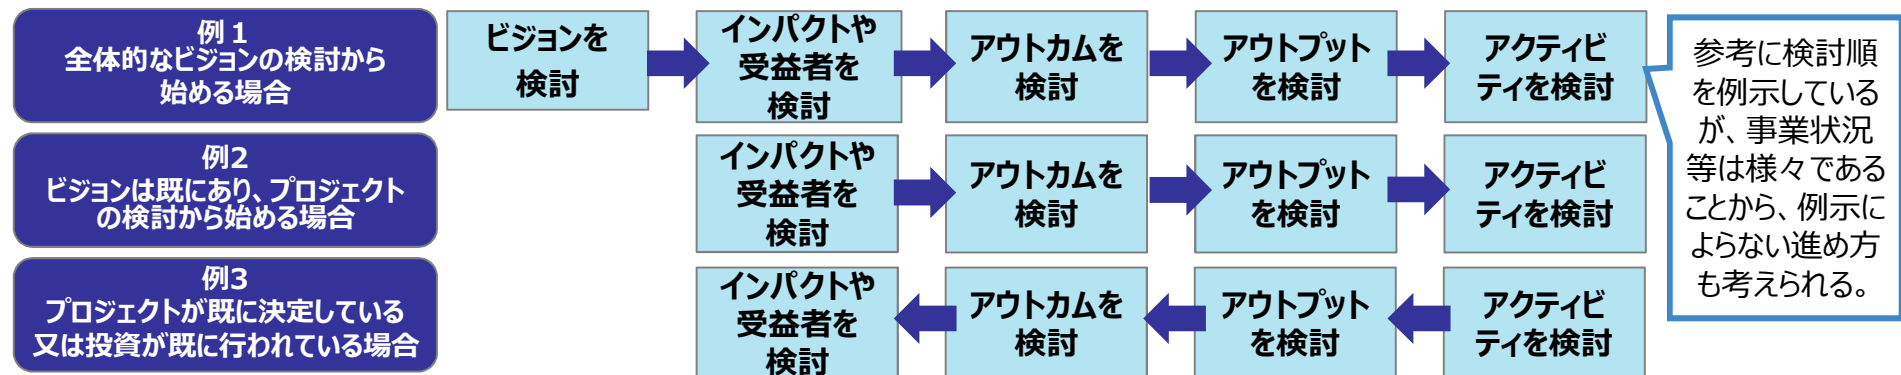 例１
全体的なビジョンの検討から
始める場合
ビジョンを
検討
インパクトや
受益者を
検討
アウトカムを
検討
アウトプット
を検討
アクティビ
ティを検討
例2
ビジョンは既にあり、プロジェクト
の検討から始める場合
インパクトや
受益者を
検討
アウトカムを
検討
アウトプット
を検討
アクティビ
ティを検討
例3
プロジェクトが既に決定している
又は投資が既に行われている場合
インパクトや
受益者を
検討
アウトカムを
検討
アウトプット
を検討
アクティビ
ティを検討
参考に検討順
を例示している
が、事業状況
等は様々である
ことから、例示に
よらない進め方
も考えられる。